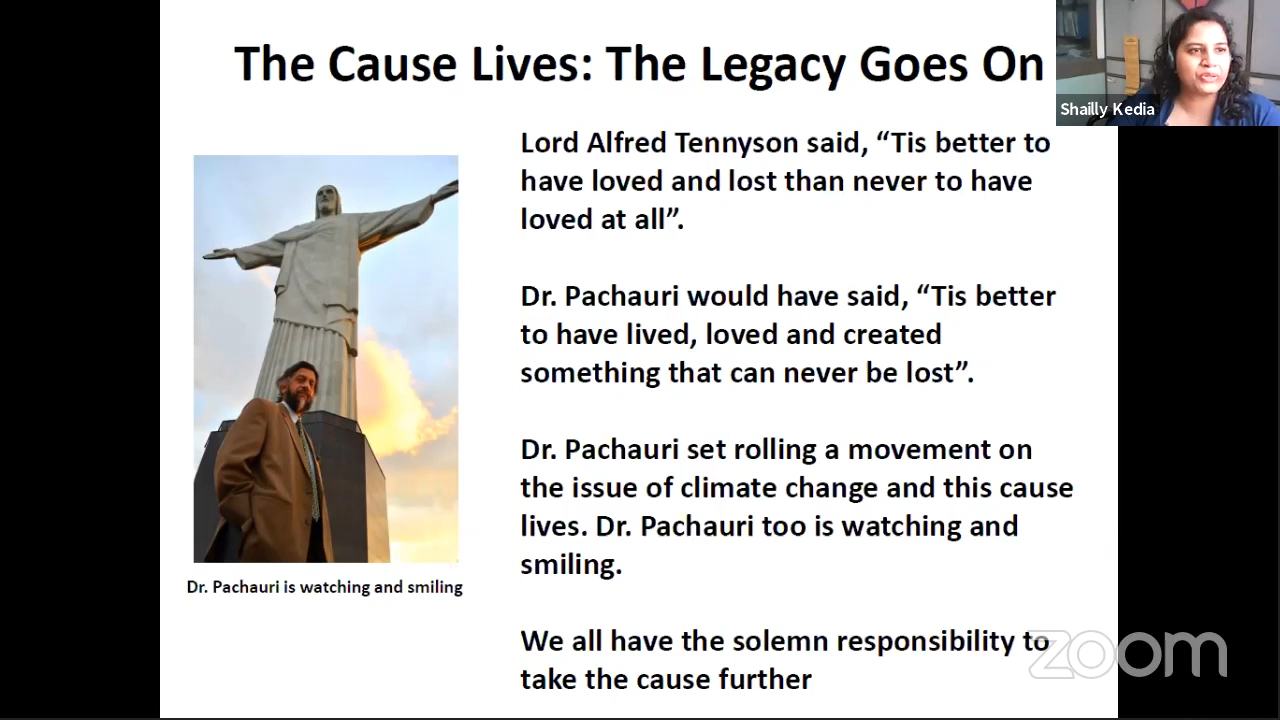 The Cause Lives: The Legacy Goes On
Shailly Kedia
Lord Alfred Tennyson said, “Tis better to
have loved and lost than never to have
loved at all”.
Dr. Pachauri would have said, “Tis better
to have lived, loved and created
something that can never be lost”.
Dr. Pachauri set rolling a movement on
the issue of climate change and this cause
lives. Dr. Pachauri too is watching and
smiling.
Dr. Pachauri is watching and smiling
We all have the solemn responsibility to
take the cause further
zoom